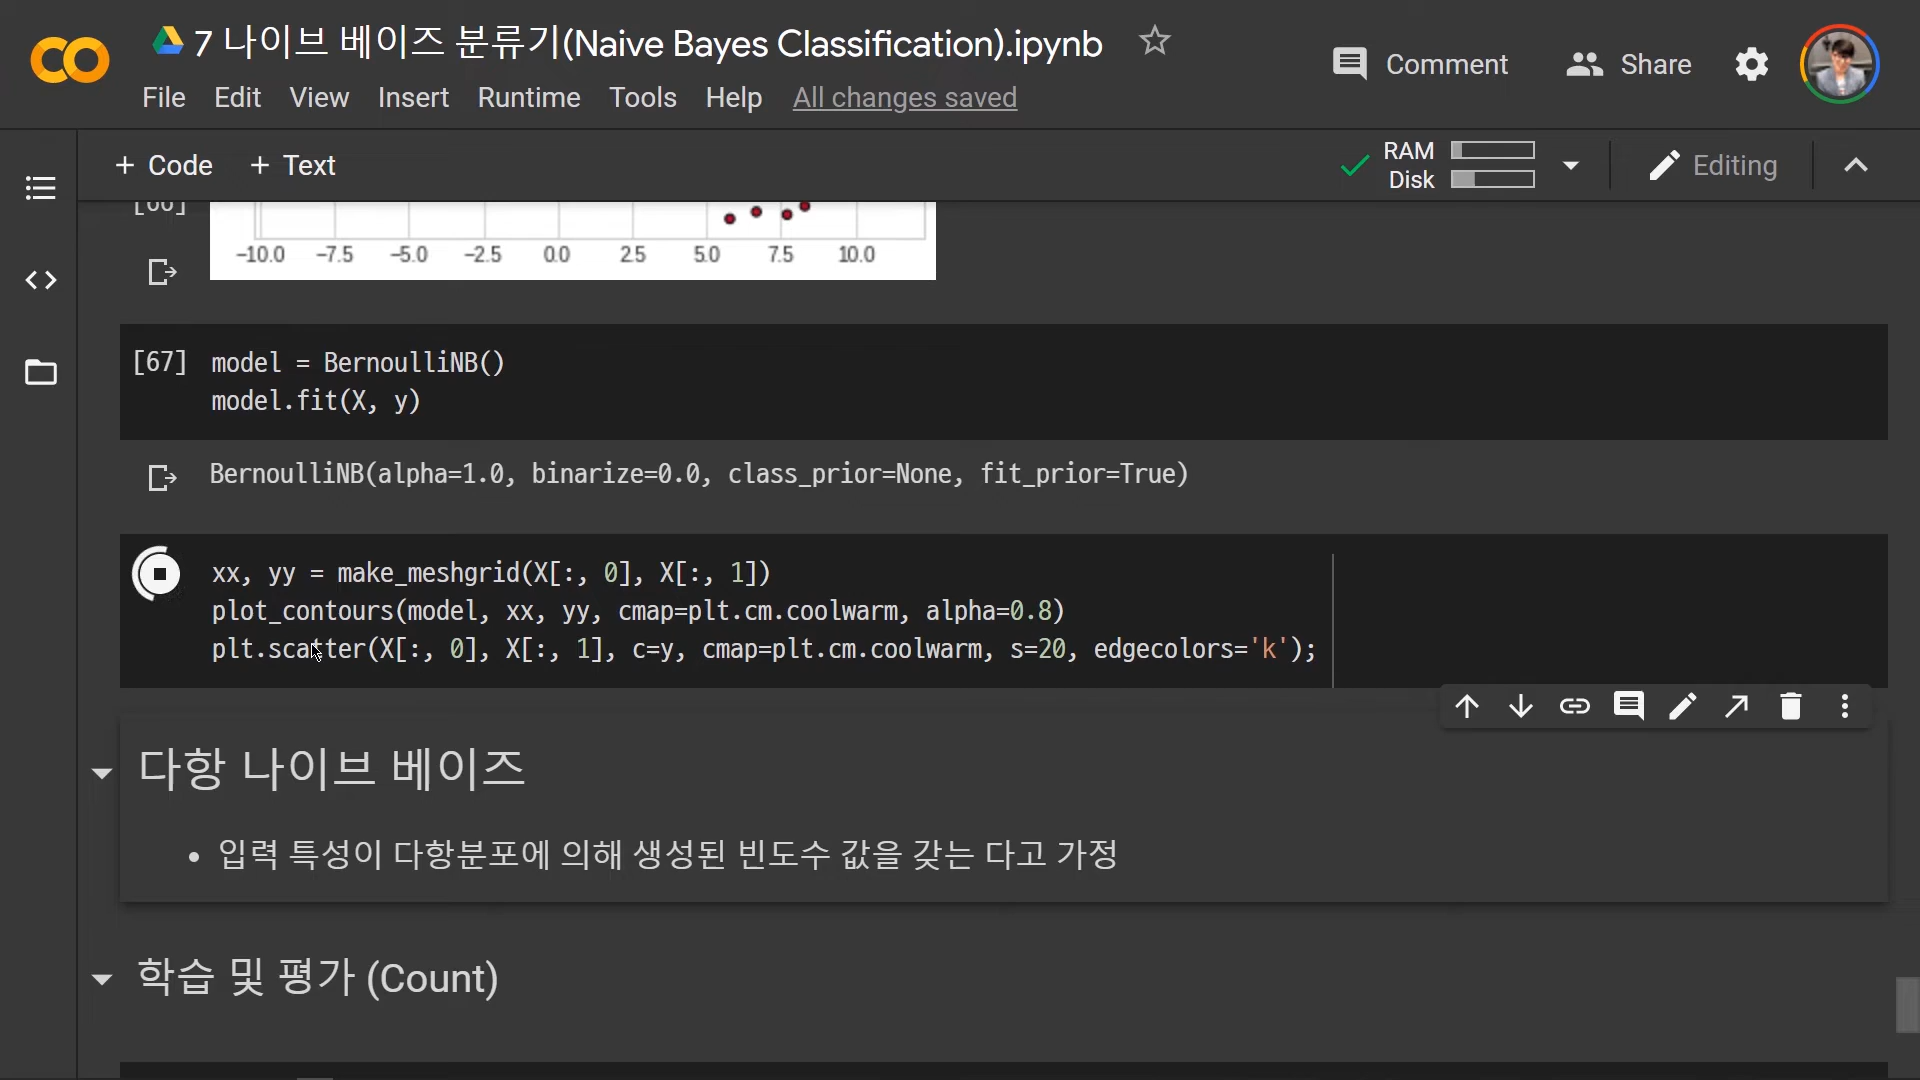 7 나이브 베이즈 분류기(Naive Bayes Classification).ipynb
Comment
Share
File Edit View Insert Runtime Tools Help All changes saved
+ Code + Text
RAM
Disk
Editing
−10.0 −7.5 −5.0 −2.5 0.0 2.5 5.0 7.5 10.0
[67] model = BernoulliNB()
model.fit(X, y)
BernoulliNB(alpha=1.0, binarize=0.0, class_prior=None, fit_prior=True)
xx, yy = make_meshgrid(X[:, 0], X[:, 1])
plot_contours(model, xx, yy, cmap=plt.cm.coolwarm, alpha=0.8)
plt.scatter(X[:, 0], X[:, 1], c=y, cmap=plt.cm.coolwarm, s=20, edgecolors='k');
다항 나이브 베이즈
• 입력 특성이 다항분포에 의해 생성된 빈도수 값을 갖는 다고 가정
학습 및 평가 (Count)